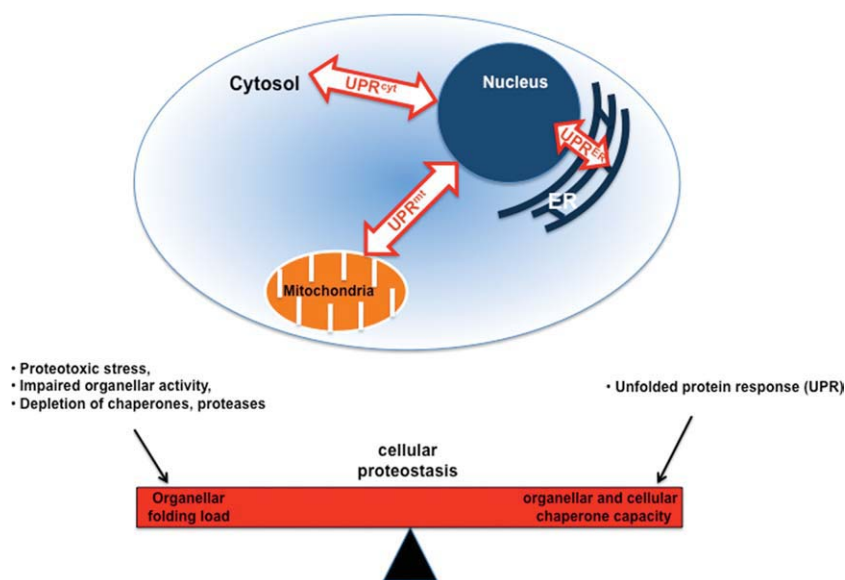 Cytosol
UPRcyt
Nucleus
UPRER
ER
UPRmt
Mitochondria
• Proteotoxic stress,
• Impaired organellar activity,
• Depletion of chaperones, proteases
• Unfolded protein response (UPR)
cellular
proteostasis
Organellar
folding load
organellar and cellular
chaperone capacity